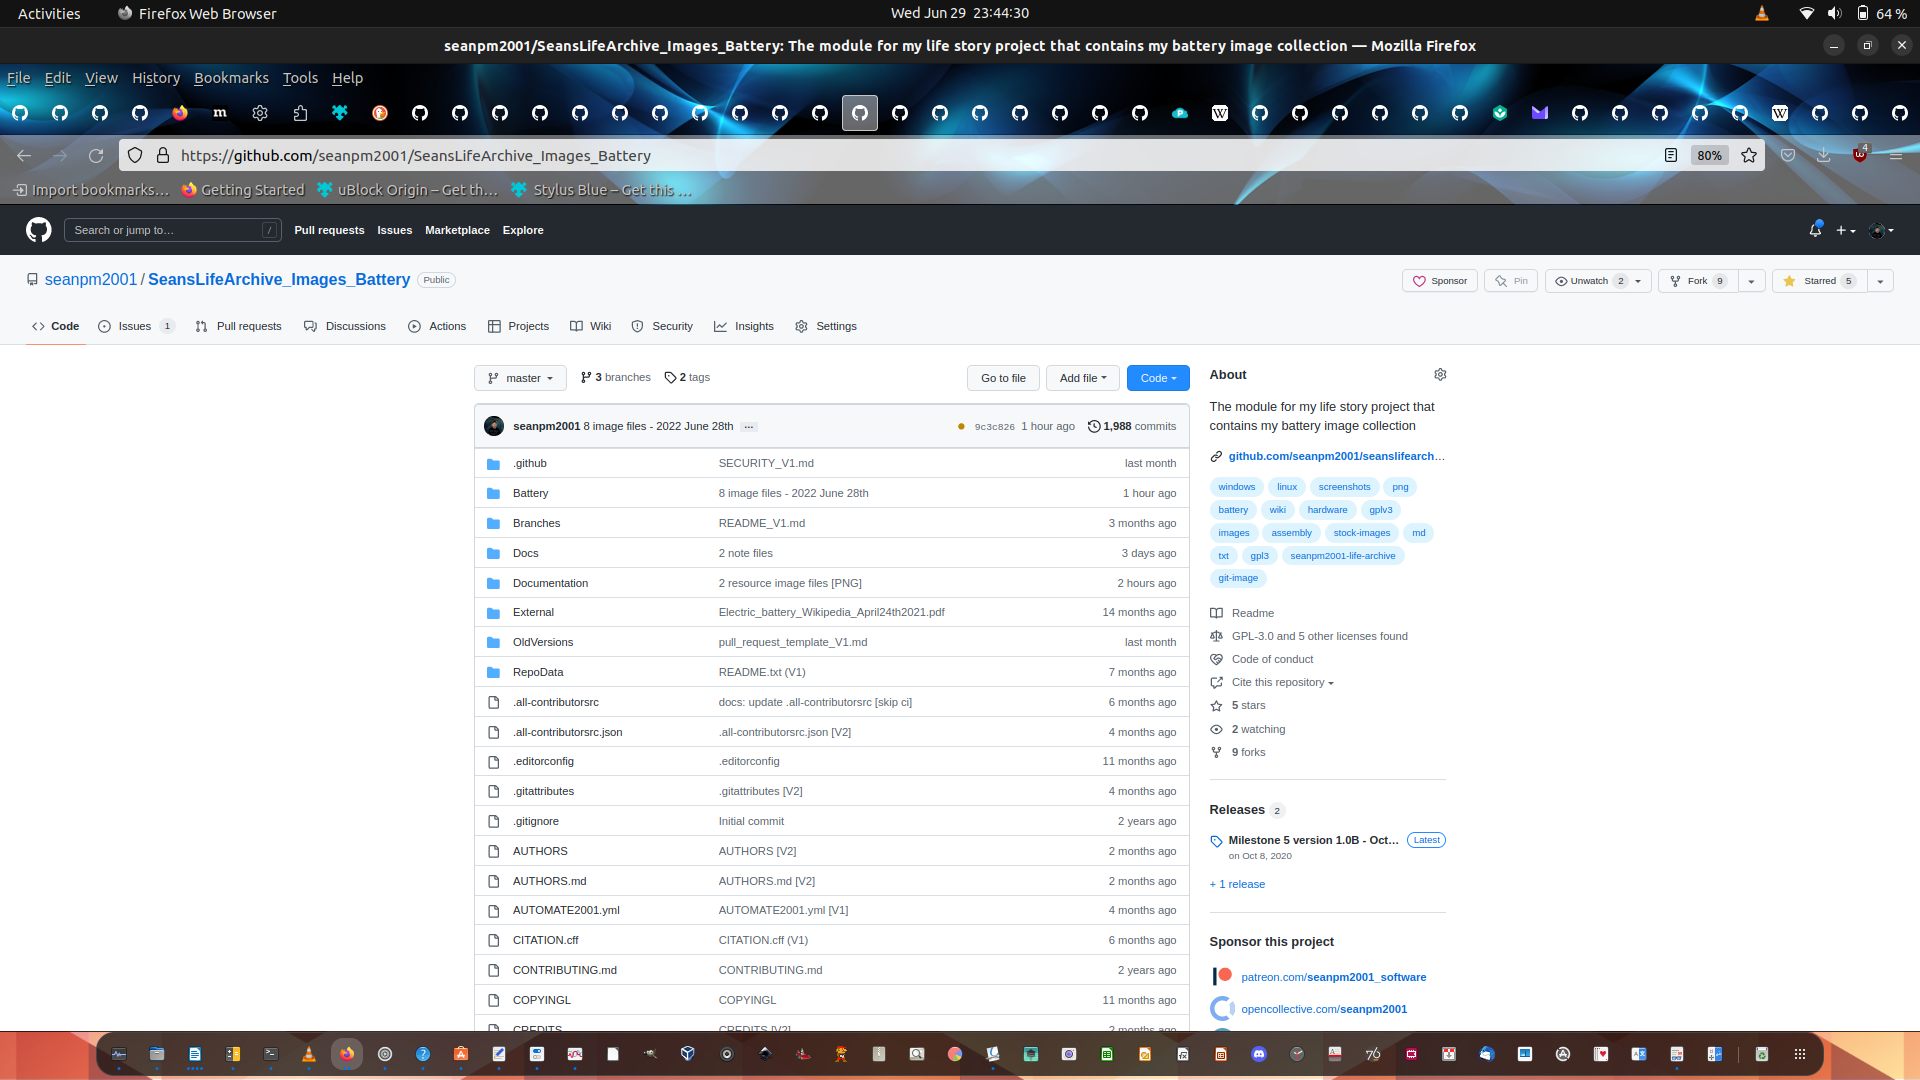 Activities Firefox Web Browser Wed Jun 29 23:44:30 64 %
seanpm2001/SeansLifeArchive_Images_Battery: The module for my life story project that contains my battery image collection — Mozilla Firefox
File Edit View History Bookmarks Tools Help
https://github.com/seanpm2001/SeansLifeArchive_Images_Battery 80% 4
Import bookmarks… Getting Started uBlock Origin – Get th… Stylus Blue – Get this …
Search or jump to… / Pull requests Issues Marketplace Explore
seanpm2001 / SeansLifeArchive_Images_Battery Public Sponsor Pin Unwatch 2 Fork 9 Starred 5
Code Issues 1 Pull requests Discussions Actions Projects Wiki Security Insights Settings
master 3 branches 2 tags Go to file Add file Code
seanpm2001 8 image files - 2022 June 28th … 9c3c826 1 hour ago 1,988 commits
.github SECURITY_V1.md last month
Battery 8 image files - 2022 June 28th 1 hour ago
Branches README_V1.md 3 months ago
Docs 2 note files 3 days ago
Documentation 2 resource image files [PNG] 2 hours ago
External Electric_battery_Wikipedia_April24th2021.pdf 14 months ago
OldVersions pull_request_template_V1.md last month
RepoData README.txt (V1) 7 months ago
.all-contributorsrc docs: update .all-contributorsrc [skip ci] 6 months ago
.all-contributorsrc.json .all-contributorsrc.json [V2] 4 months ago
.editorconfig .editorconfig 11 months ago
.gitattributes .gitattributes [V2] 4 months ago
.gitignore Initial commit 2 years ago
AUTHORS AUTHORS [V2] 2 months ago
AUTHORS.md AUTHORS.md [V2] 2 months ago
AUTOMATE2001.yml AUTOMATE2001.yml [V1] 4 months ago
CITATION.cff CITATION.cff (V1) 6 months ago
CONTRIBUTING.md CONTRIBUTING.md 2 years ago
COPYINGL COPYINGL 11 months ago
CREDITS CREDITS [V2] 2 months ago
About
The module for my life story project that
contains my battery image collection
github.com/seanpm2001/seanslifearch…
windows linux screenshots png
battery wiki hardware gplv3
images assembly stock-images md
txt gpl3 seanpm2001-life-archive
git-image
Readme
GPL-3.0 and 5 other licenses found
Code of conduct
Cite this repository
5 stars
2 watching
9 forks
Releases 2
Milestone 5 version 1.0B - Oct… Latest
on Oct 8, 2020
+ 1 release
Sponsor this project
patreon.com/seanpm2001_software
opencollective.com/seanpm2001